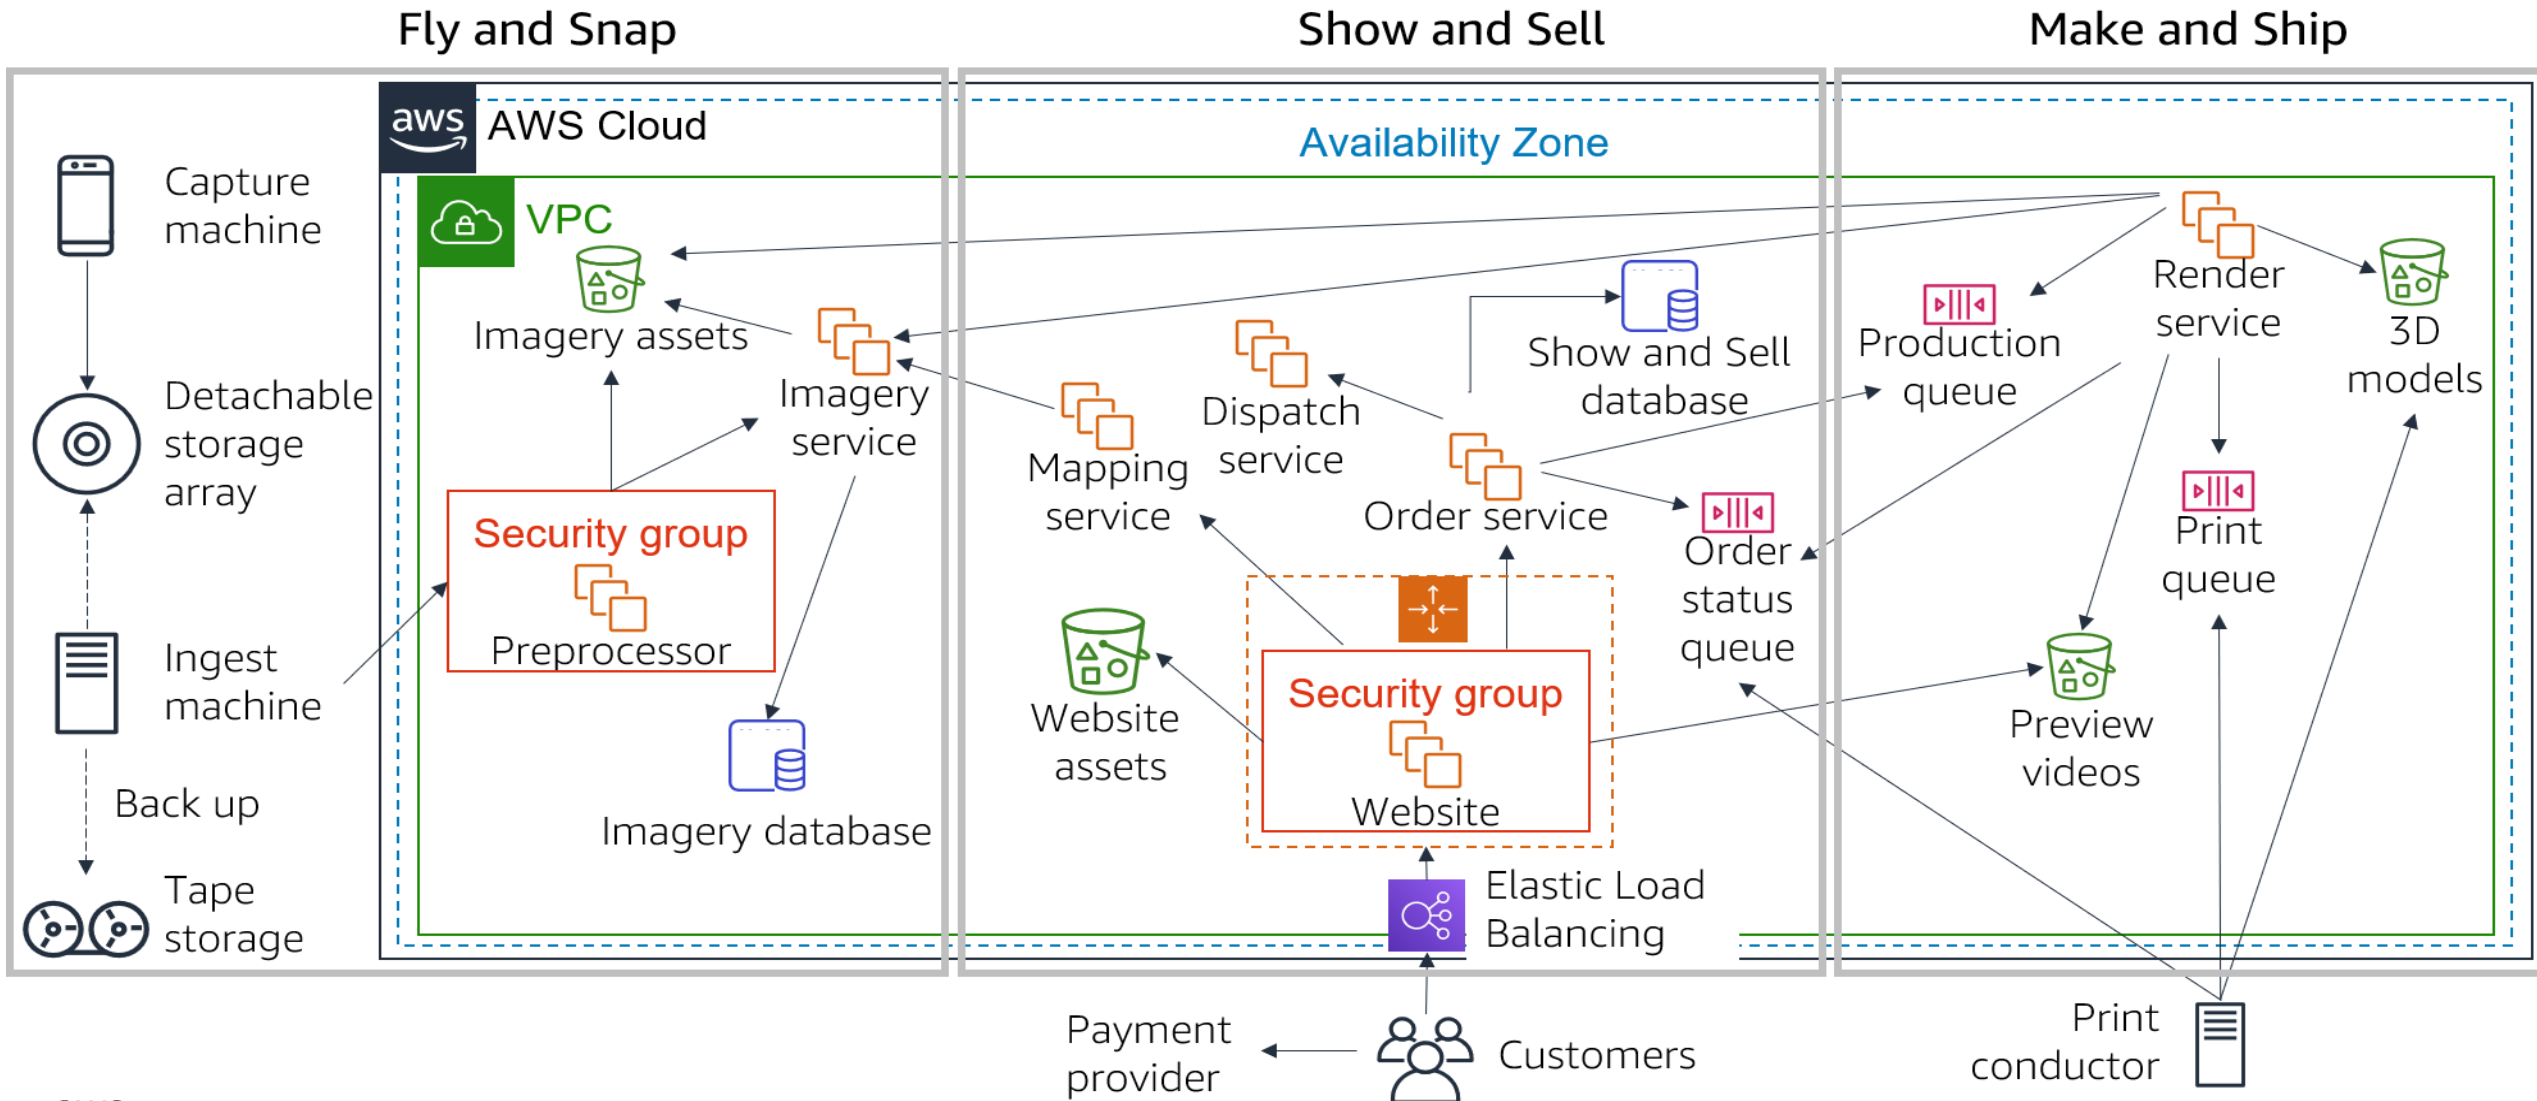 Fly and Snap
Show and Sell
Make and Ship
aws
AWS Cloud
Availability Zone
VPC
Capture
machine
Detachable
storage
array
Ingest
machine
Back up
Tape
storage
Imagery assets
Imagery
service
Security group
Preprocessor
Imagery database
Mapping
service
Dispatch
service
Show and Sell
database
Order service
Order
status
queue
Website
assets
Security group
Website
Elastic Load
Balancing
Production
queue
Render
service
3D
models
Print
queue
Preview
videos
Payment
provider
Customers
Print
conductor